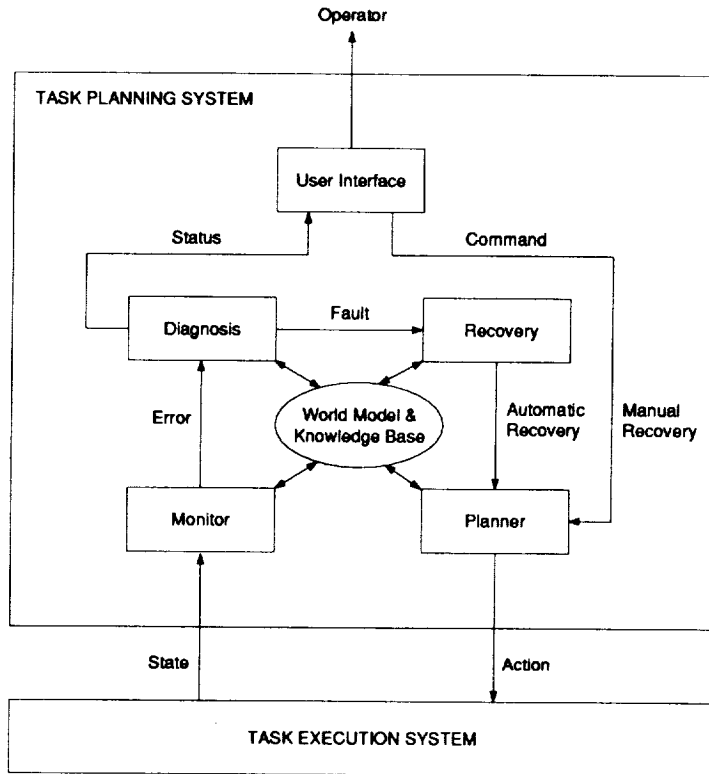 Operator
TASK PLANNING SYSTEM
User Interface
Status
Command
Diagnosis
Fault
Recovery
Error
World Model &
Knowledge Base
Automatic
Recovery
Manual
Recovery
Monitor
Planner
State
Action
TASK EXECUTION SYSTEM